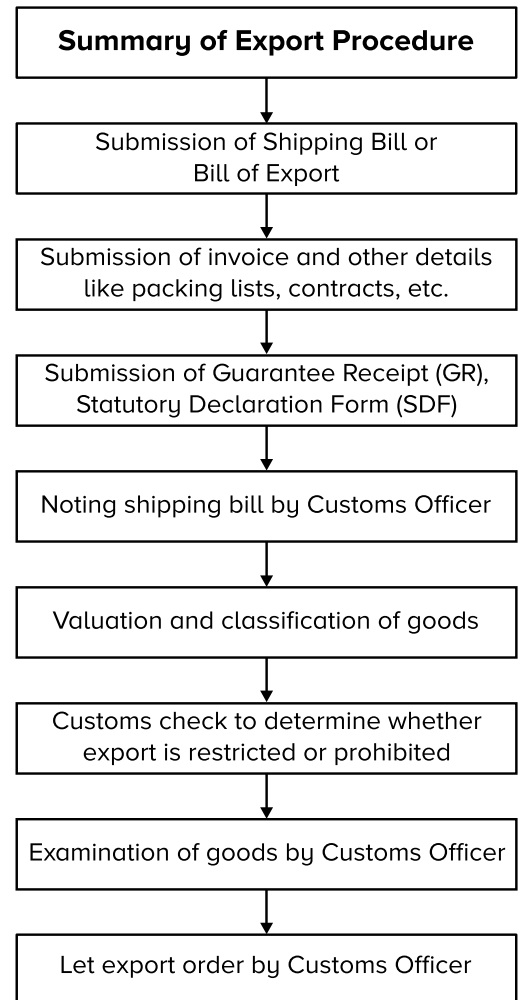 Summary of Export Procedure
Submission of Shipping Bill or
Bill of Export
Submission of invoice and other details
like packing lists, contracts, etc.
Submission of Guarantee Receipt (GR),
Statutory Declaration Form (SDF)
Noting shipping bill by Customs Officer
Valuation and classification of goods
Customs check to determine whether
export is restricted or prohibited
Examination of goods by Customs Officer
Let export order by Customs Officer